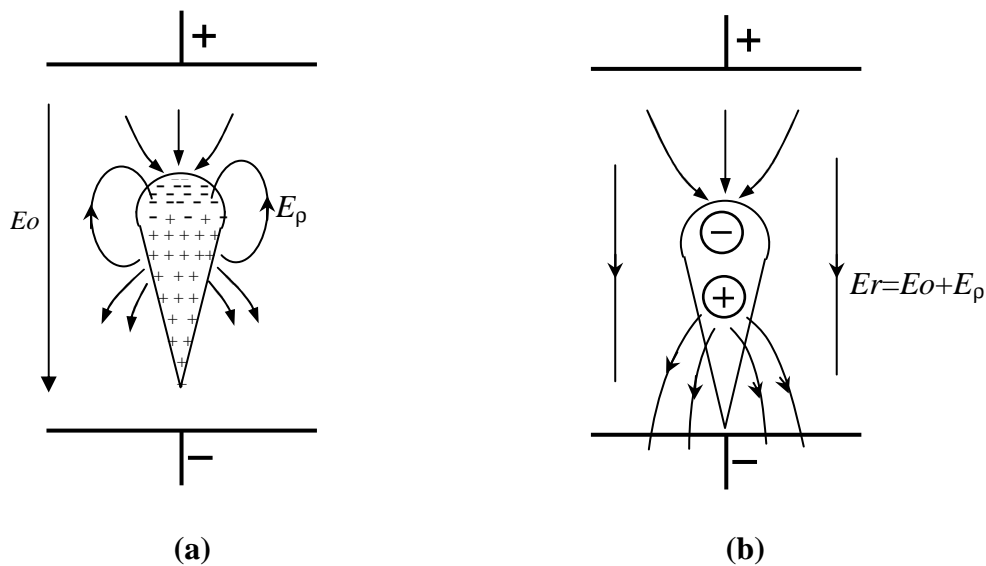 +
+
Eo
Eρ
− − − −
− − − − −
− − − − −
− + − + −
+ + + + +
+ + + + + +
+ + + +
+ + + +
+ + +
+ +
+ +
+
−
+
Er=Eo+Eρ
−
−
(a)
(b)